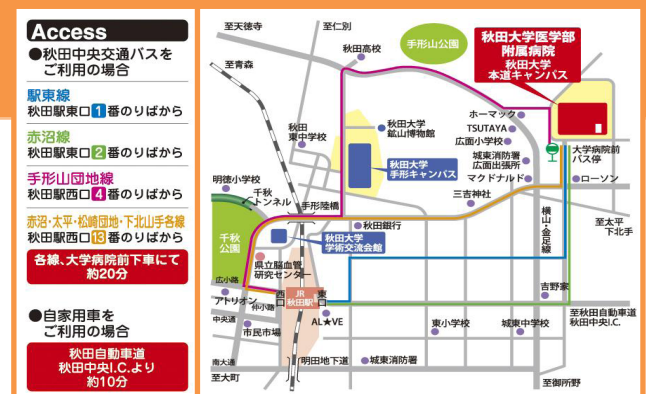 Access
●秋田中央交通バスを
ご利用の場合
駅東線
秋田駅東口1番のりばから
赤沼線
秋田駅東口2番のりばから
手形山団地線
秋田駅西口4番のりばから
赤沼・太平・松崎団地・下北山手各線
秋田駅西口13番のりばから
各線、大学病院前下車にて
約20分
●自家用車を
ご利用の場合
秋田自動車道
秋田中央I.C.より
約10分
至天徳寺
至仁別
秋田高校
手形山公園
秋田大学医学部
附属病院
秋田大学
本道キャンパス
至青森
秋田
東中学校
秋田大学
鉱山博物館
ホーマック
TSUTAYA
広面小学校
城東消防署
広面出張所
マクドナルド
大学病院前
バス停
ローソン
秋田大学
手形キャンパス
明徳小学校
千秋
トンネル
手形陸橋
三吉神社
秋田銀行
横山・金足線
至太平
下北手
千秋
公園
秋田大学
学術交流会館
県立脳血管
研究センター
広小路
アトリオン
仲小路
西
JR
秋田駅
東
吉野家
中央通
市民市場
AL★VE
東小学校
城東中学校
至秋田自動車道
秋田中央I.C.
南大通
明田地下道
城東消防署
至大町
至御所野